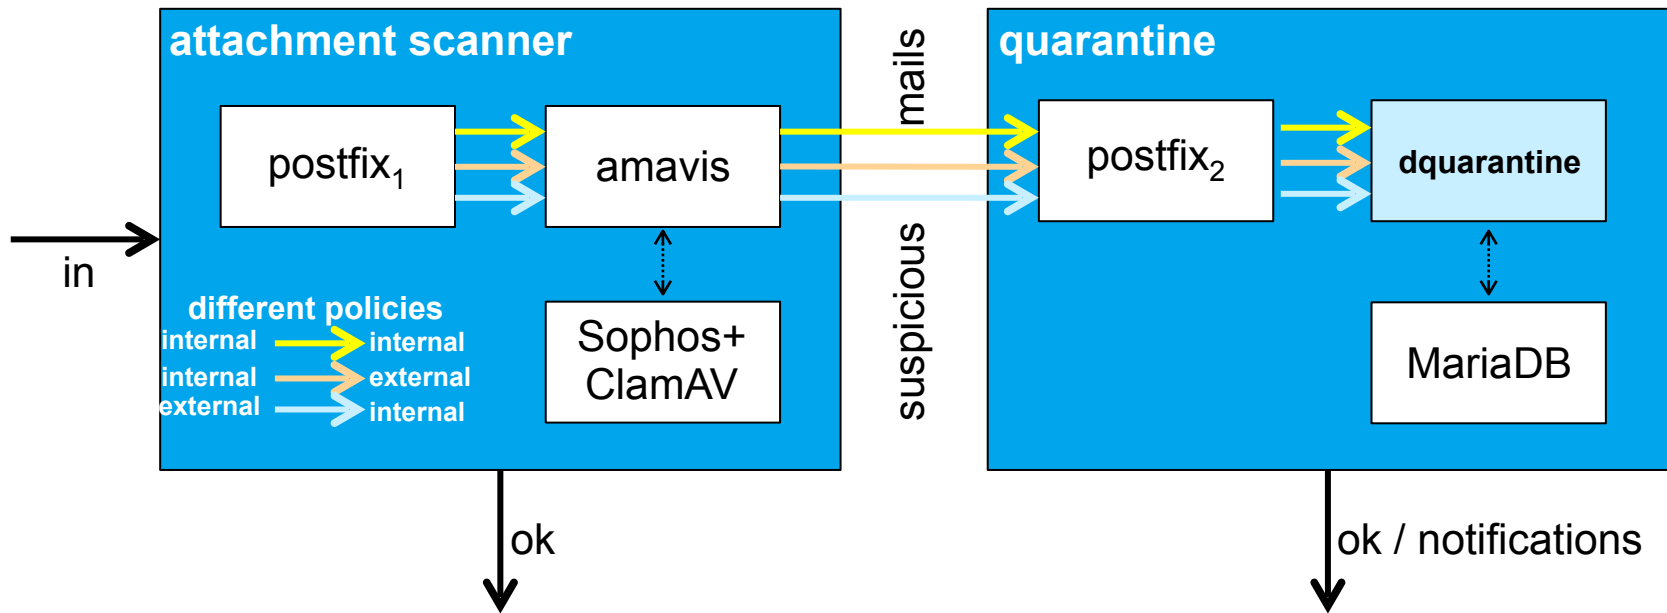 attachment scanner
postfix1
amavis
in
different policies
internal internal
internal external
external internal
Sophos+
ClamAV
ok
suspicious mails
quarantine
postfix2
dquarantine
MariaDB
ok / notifications